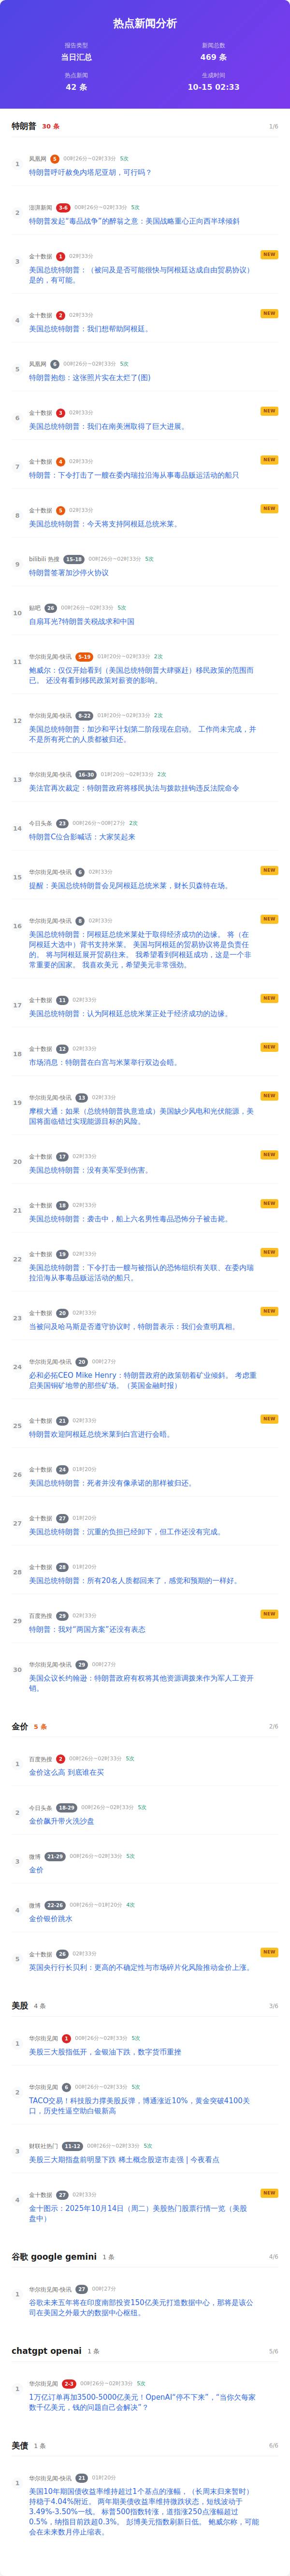 热点新闻分析
报告类型
当日汇总
新闻总数
469 条
热点新闻
42 条
生成时间
10-15 02:33
特朗普 30 条 1/6
1
凤凰网 5 00时26分~02时33分 5次
特朗普呼吁赦免内塔尼亚胡，可行吗？
2
澎湃新闻 3-6 00时26分~02时33分 5次
特朗普发起“毒品战争”的醉翁之意：美国战略重心正向西半球倾斜
3
金十数据 1 02时33分 NEW
美国总统特朗普：（被问及是否可能很快与阿根廷达成自由贸易协议）
是的，有可能。
4
金十数据 2 02时33分 NEW
美国总统特朗普：我们想帮助阿根廷。
5
凤凰网 6 00时26分~02时33分 5次
特朗普抱怨：这张照片实在太烂了(图)
6
金十数据 3 02时33分 NEW
美国总统特朗普：我们在南美洲取得了巨大进展。
7
金十数据 4 02时33分 NEW
特朗普：下令打击了一艘在委内瑞拉沿海从事毒品贩运活动的船只
8
金十数据 5 02时33分 NEW
美国总统特朗普：今天将支持阿根廷总统米莱。
9
bilibili 热搜 15-18 00时26分~02时33分 5次
特朗普签署加沙停火协议
10
贴吧 26 00时26分~02时33分 5次
自扇耳光?特朗普关税战求和中国
11
华尔街见闻-快讯 5-19 01时20分~02时33分 2次
鲍威尔：仅仅开始看到（美国总统特朗普大肆驱赶）移民政策的范围而
已。 还没有看到移民政策对薪资的影响。
12
华尔街见闻-快讯 8-22 01时20分~02时33分 2次
美国总统特朗普：加沙和平计划第二阶段现在启动。 工作尚未完成，并
不是所有死亡的人质都被归还。
13
华尔街见闻-快讯 16-30 01时20分~02时33分 2次
美法官再次裁定：特朗普政府将移民执法与拨款挂钩违反法院命令
14
今日头条 23 00时26分~00时27分 2次
特朗普C位合影喊话：大家笑起来
15
华尔街见闻-快讯 6 02时33分 NEW
提醒：美国总统特朗普会见阿根廷总统米莱，财长贝森特在场。
16
华尔街见闻-快讯 8 02时33分 NEW
美国总统特朗普：阿根廷总统米莱处于取得经济成功的边缘。 将（在
阿根廷大选中）背书支持米莱。 美国与阿根廷的贸易协议将是负责任
的。 将与阿根廷展开贸易往来。 我希望看到阿根廷成功，这是一个非
常重要的国家。 我喜欢美元，希望美元非常强劲。
17
金十数据 11 02时33分 NEW
美国总统特朗普：认为阿根廷总统米莱正处于经济成功的边缘。
18
金十数据 12 02时33分 NEW
市场消息：特朗普在白宫与米莱举行双边会晤。
19
华尔街见闻-快讯 13 02时33分 NEW
摩根大通：如果（总统特朗普执意造成）美国缺少风电和光伏能源，美
国将面临错过实现能源目标的风险。
20
金十数据 17 02时33分 NEW
美国总统特朗普：没有美军受到伤害。
21
金十数据 18 02时33分 NEW
美国总统特朗普：袭击中，船上六名男性毒品恐怖分子被击毙。
22
金十数据 19 02时33分 NEW
美国总统特朗普：下令打击一艘与被指认的恐怖组织有关联、在委内瑞
拉沿海从事毒品贩运活动的船只。
23
金十数据 20 02时33分 NEW
当被问及哈马斯是否遵守协议时，特朗普表示：我们会查明真相。
24
华尔街见闻-快讯 20 00时27分
必和必拓CEO Mike Henry：特朗普政府的政策朝着矿业倾斜。 考虑重
启美国铜矿地带的那些矿场。（英国金融时报）
25
金十数据 21 02时33分 NEW
特朗普欢迎阿根廷总统米莱到白宫进行会晤。
26
金十数据 24 01时20分
美国总统特朗普：死者并没有像承诺的那样被归还。
27
金十数据 27 01时20分
美国总统特朗普：沉重的负担已经卸下，但工作还没有完成。
28
金十数据 28 01时20分
美国总统特朗普：所有20名人质都回来了，感觉和预期的一样好。
29
百度热搜 29 02时33分 NEW
特朗普：我对“两国方案”还没有表态
30
华尔街见闻-快讯 29 00时27分
美国众议长约翰逊：特朗普政府有权将其他资源调拨来作为军人工资开
销。
金价 5 条 2/6
1
百度热搜 2 00时26分~02时33分 5次
金价这么高 到底谁在买
2
今日头条 18-29 00时26分~02时33分 5次
金价飙升带火洗沙盘
3
微博 21-29 00时26分~02时33分 5次
金价
4
微博 22-26 00时26分~01时20分 4次
金价银价跳水
5
金十数据 26 02时33分 NEW
英国央行行长贝利：更高的不确定性与市场碎片化风险推动金价上涨。
美股 4 条 3/6
1
华尔街见闻 1 00时26分~02时33分 5次
美股三大股指低开，金银油下跌，数字货币重挫
2
华尔街见闻 6 00时26分~02时33分 5次
TACO交易！科技股力撑美股反弹，博通涨近10%，黄金突破4100关
口，历史性逼空助白银新高
3
财联社热门 11-12 00时26分~02时33分 5次
美股三大期指盘前明显下跌 稀土概念股逆市走强 | 今夜看点
4
金十数据 27 02时33分 NEW
金十图示：2025年10月14日（周二）美股热门股票行情一览（美股
盘中）
谷歌 google gemini 1 条 4/6
1
华尔街见闻-快讯 27 00时27分
谷歌未来五年将在印度南部投资150亿美元打造数据中心，那将是该公
司在美国之外最大的数据中心枢纽。
chatgpt openai 1 条 5/6
1
华尔街见闻 2-3 00时26分~02时33分 5次
1万亿订单再加3500-5000亿美元！OpenAI“停不下来”，“当你欠每家
数千亿美元，钱的问题自己会解决”？
美债 1 条 6/6
1
华尔街见闻-快讯 21 01时20分
美国10年期国债收益率维持超过1个基点的涨幅，（长周末归来暂时）
持稳于4.04%附近。 两年期美债收益率维持微跌状态，短线波动于
3.49%-3.50%一线。 标普500指数转涨，道指涨250点涨幅超过
0.5%，纳指目前跌超0.3%。 彭博美元指数刷新日低。 鲍威尔称，可能
会在未来数月停止缩表。